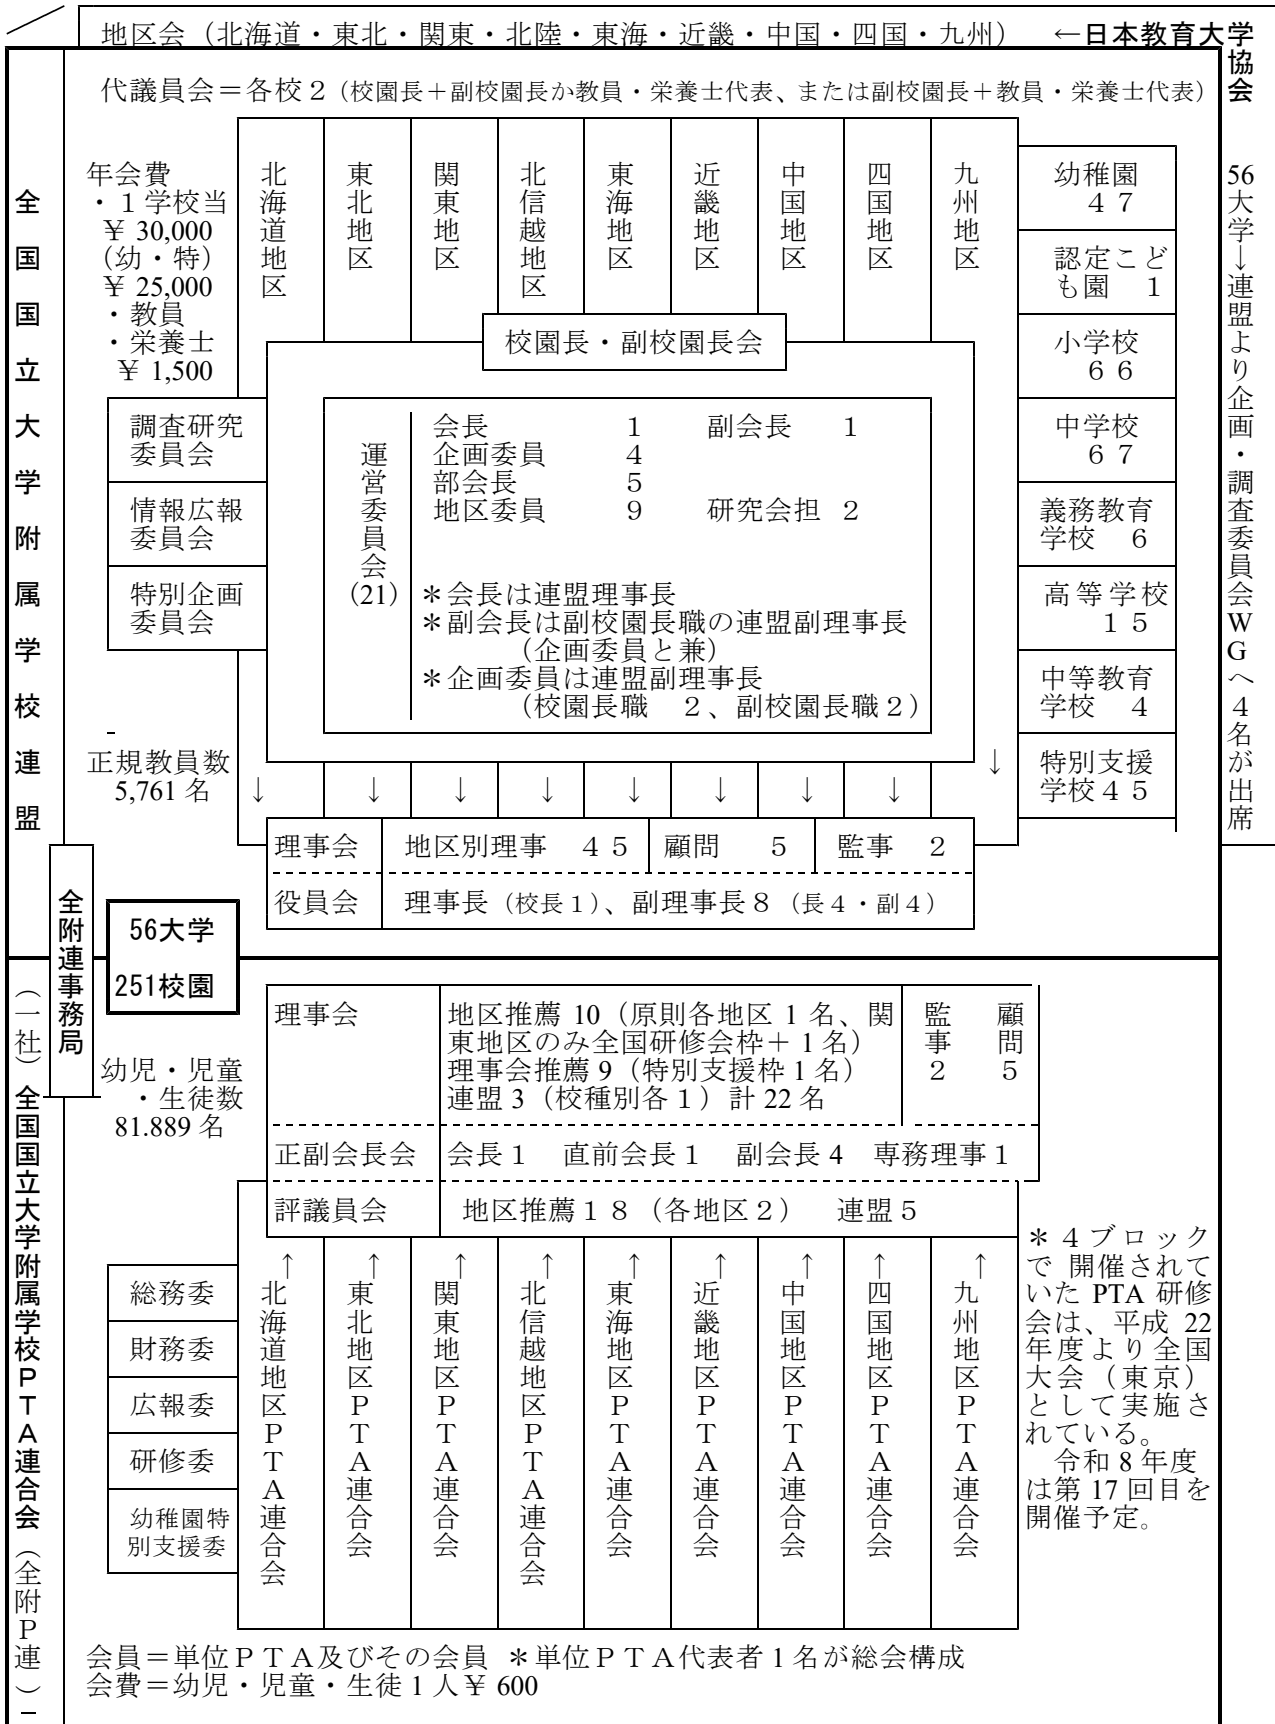 地区会（北海道・東北・関東・北陸・東海・近畿・中国・四国・九州） ←日本教育大学
協会
代議員会＝各校２（校園長＋副校園長か教員・栄養士代表、または副校園長＋教員・栄養士代表）
全国国立大学附属学校連盟
年会費
・１学校当
￥30,000
（幼・特）
￥25,000
・教員
・栄養士
￥1,500
北海道地区
東北地区
関東地区
北信越地区
東海地区
近畿地区
中国地区
四国地区
九州地区
幼稚園
４７
認定こど
も園　１
小学校
６６
中学校
６７
義務教育
学校　６
高等学校
１５
中等教育
学校　４
特別支援
学校４５
56大学→連盟より企画・調査委員会WGへ４名が出席
校園長・副校園長会
調査研究
委員会
情報広報
委員会
特別企画
委員会
運営委員会
(21)
会長　1　副会長　1
企画委員　4
部会長　5
地区委員　9　研究会担　2
＊会長は連盟理事長
＊副会長は副校園長職の連盟副理事長
（企画委員と兼）
＊企画委員は連盟副理事長
（校園長職　２、副校園長職２）
正規教員数
5,761 名
↓ ↓ ↓ ↓ ↓ ↓ ↓ ↓ ↓
理事会　地区別理事　４５　顧問　５　監事　２
役員会　理事長（校長１）、副理事長８（長４・副４）
全附連事務局
56大学
251校園
（一社）全国国立大学附属学校ＰＴＡ連合会（全附Ｐ連）
幼児・児童
・生徒数
81.889 名
理事会
地区推薦 10（原則各地区 1 名、関
東地区のみ全国研修会枠＋ 1 名）
理事会推薦 9（特別支援枠 1 名）
連盟 3（校種別各１）計 22 名
監事
２
顧問
５
正副会長会　会長１　直前会長１　副会長４　専務理事１
評議員会　地区推薦１８（各地区２）　連盟５
↑ ↑ ↑ ↑ ↑ ↑ ↑ ↑ ↑
総務委
財務委
広報委
研修委
幼稚園特
別支援委
北海道地区ＰＴＡ連合会
東北地区ＰＴＡ連合会
関東地区ＰＴＡ連合会
北信越地区ＰＴＡ連合会
東海地区ＰＴＡ連合会
近畿地区ＰＴＡ連合会
中国地区ＰＴＡ連合会
四国地区ＰＴＡ連合会
九州地区ＰＴＡ連合会
＊４ブロック
で 開催されて
いた PTA 研修
会は、平成 22
年度より全国
大会（東京）
として実施さ
れている。
令和８年度
は第 17 回目を
開催予定。
会員＝単位ＰＴＡ及びその会員 ＊単位ＰＴＡ代表者１名が総会構成
会費＝幼児・児童・生徒１人￥600